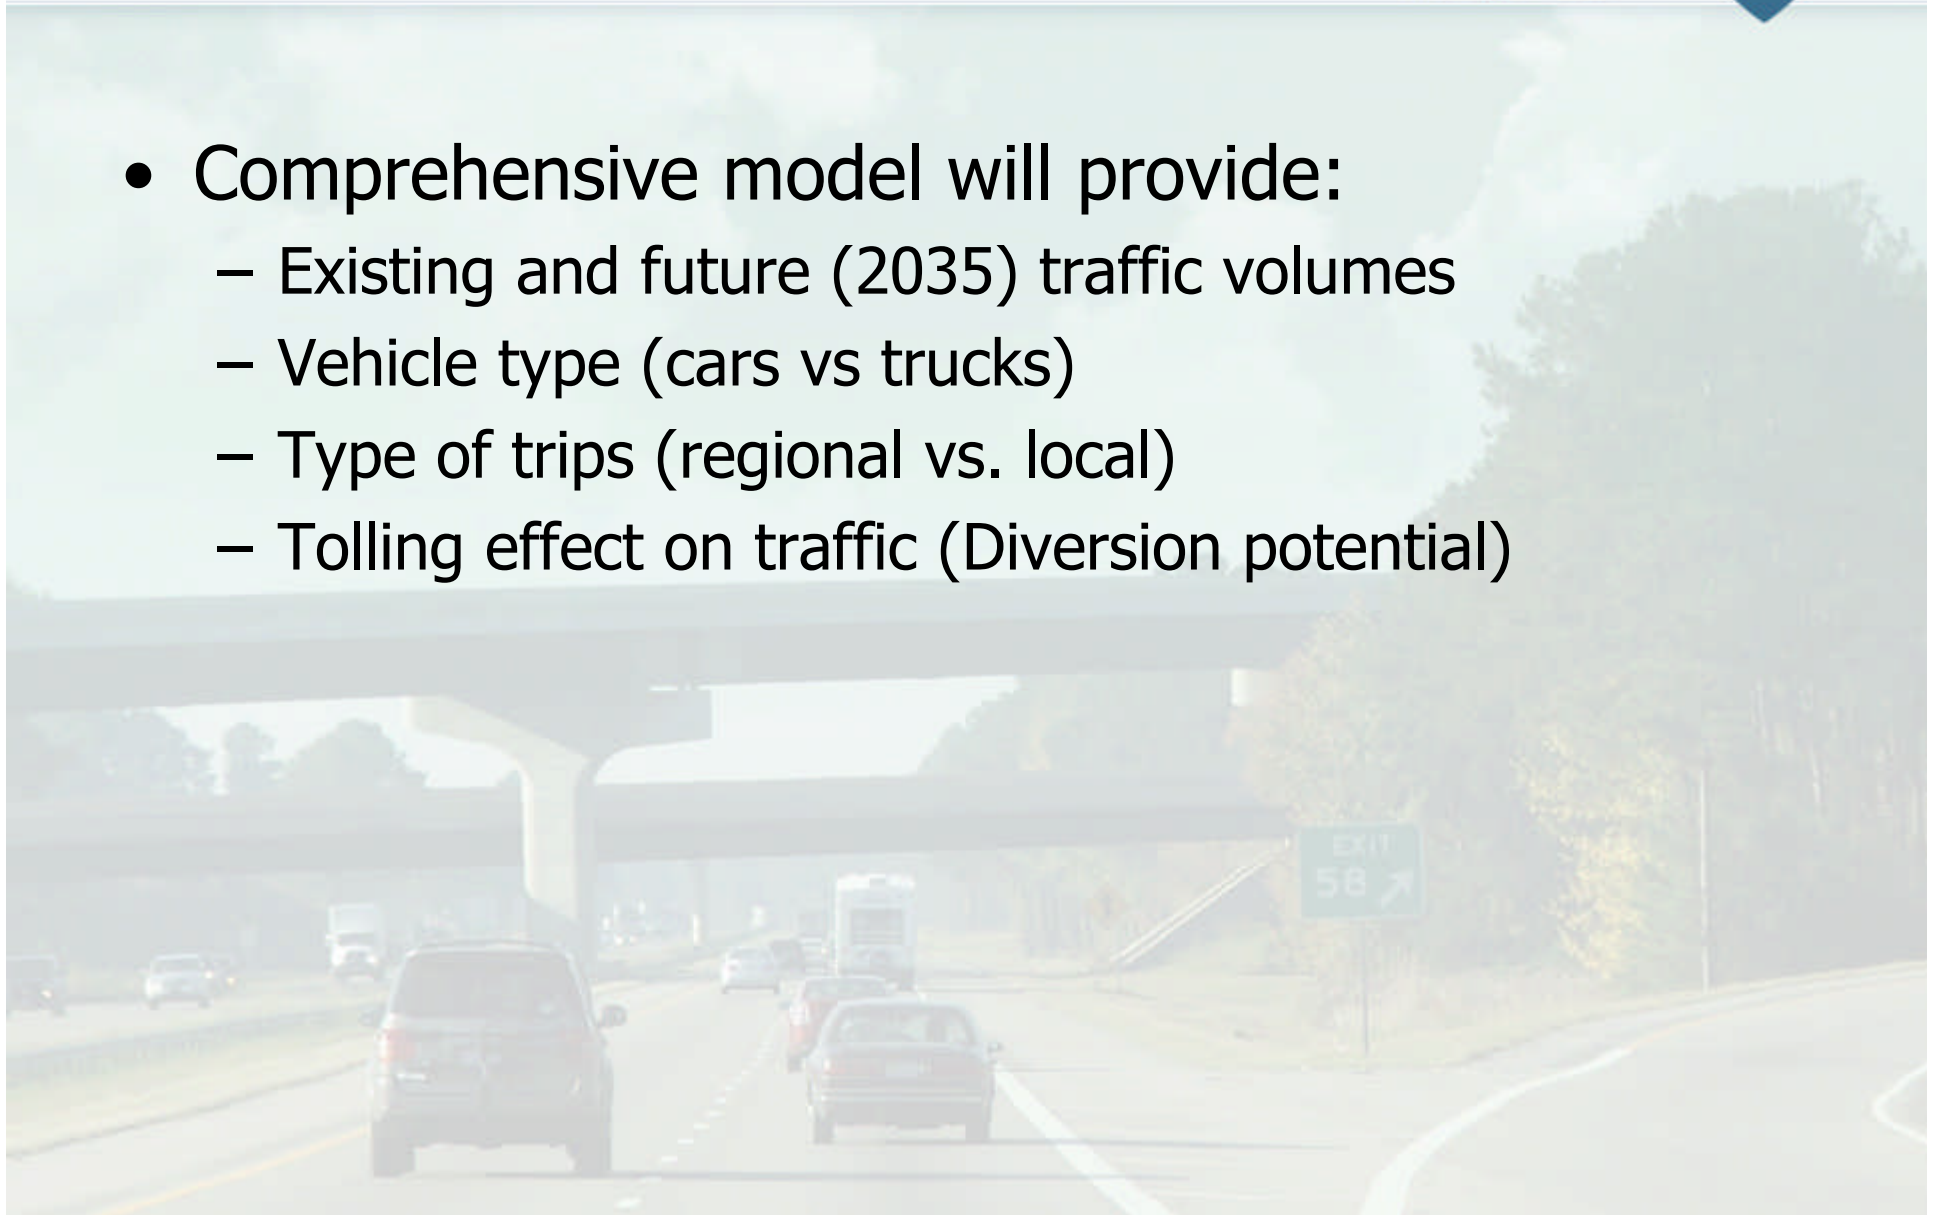 • Comprehensive model will provide:
– Existing and future (2035) traffic volumes
– Vehicle type (cars vs trucks)
– Type of trips (regional vs. local)
– Tolling effect on traffic (Diversion potential)
EXIT
58